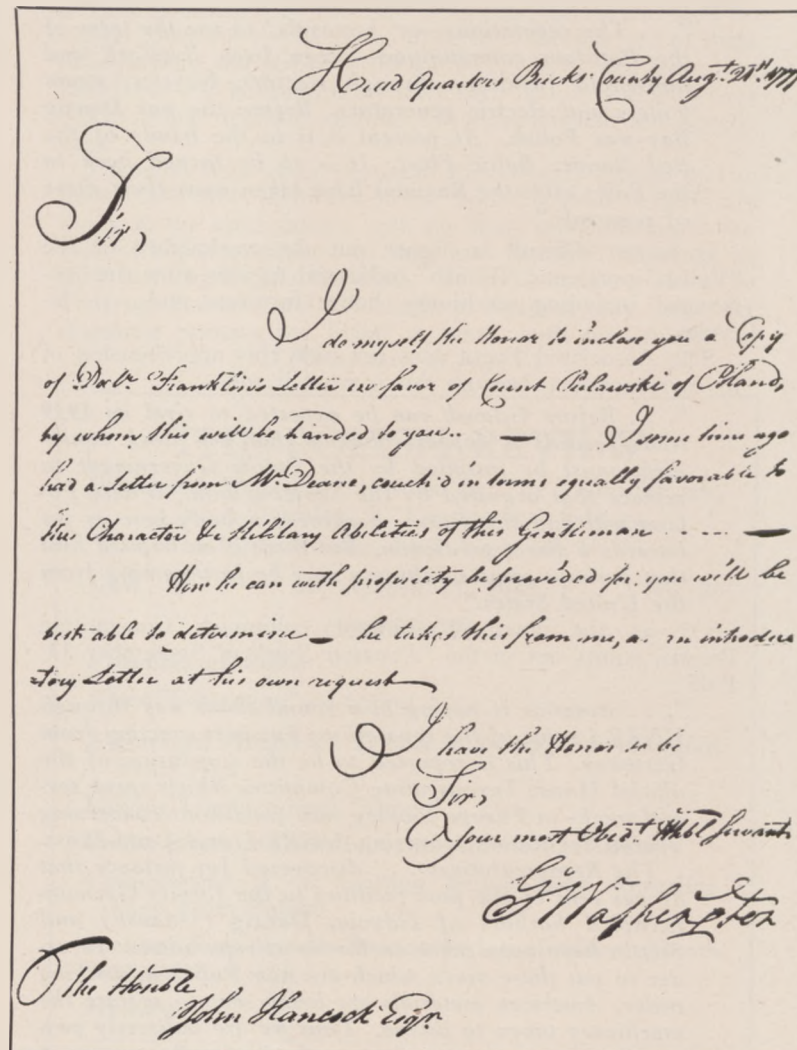 Head Quarters Bucks County Augt. 21st. 1777
Sir,
I do myself the Honor to inclose you a Copy
of Doctr. Franklin's Letter in favor of Count Pulawski of Poland,
by whom this will be handed to you.. — I some time ago
had a Letter from Mr. Deane, couch'd in terms equally favorable to
the Character & Military Abilities of this Gentleman .... —
How he can with propriety be provided for, you will be
best able to determine — he takes this from me, as an introduc
-tory Letter at his own request —
I have the Honor to be
Sir,
Your most Obedt. Hbl Servant
Go Washington
The Honble
John Hancock Esqr.